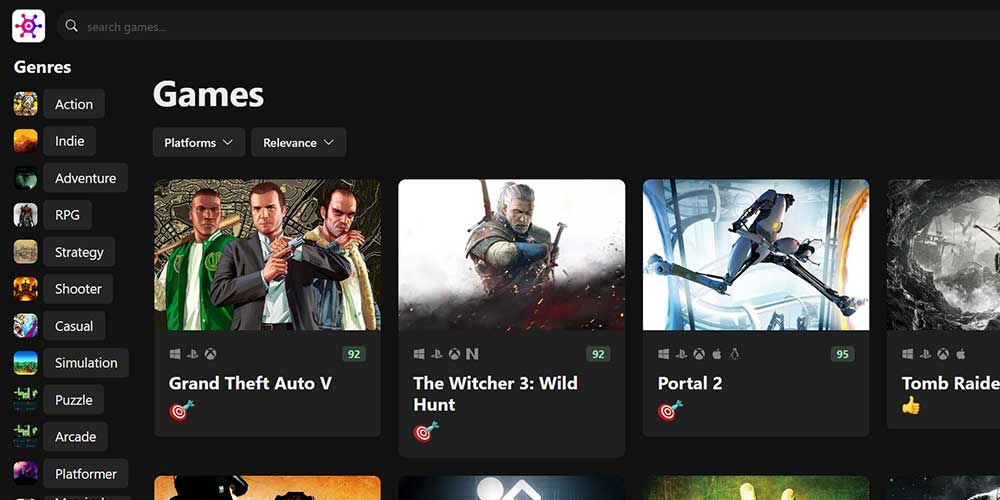 search games...
Genres
Action
Indie
Adventure
RPG
Strategy
Shooter
Casual
Simulation
Puzzle
Arcade
Platformer
Games
Platforms
Relevance
92
Grand Theft Auto V
92
The Witcher 3: Wild
Hunt
95
Portal 2
Tomb Raide